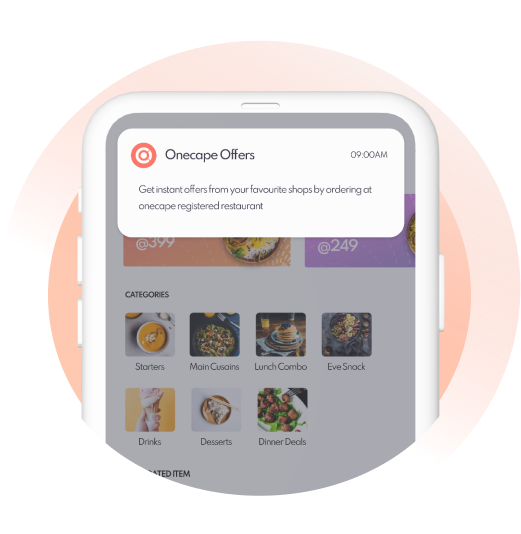 Onecape Offers
09:00AM
Get instant offers from your favourite shops by ordering at
onecape registered restaurant
@399
@249
CATEGORIES
Starters
Main Cusains
Lunch Combo
Eve Snack
Drinks
Desserts
Dinner Deals
ATED ITEM